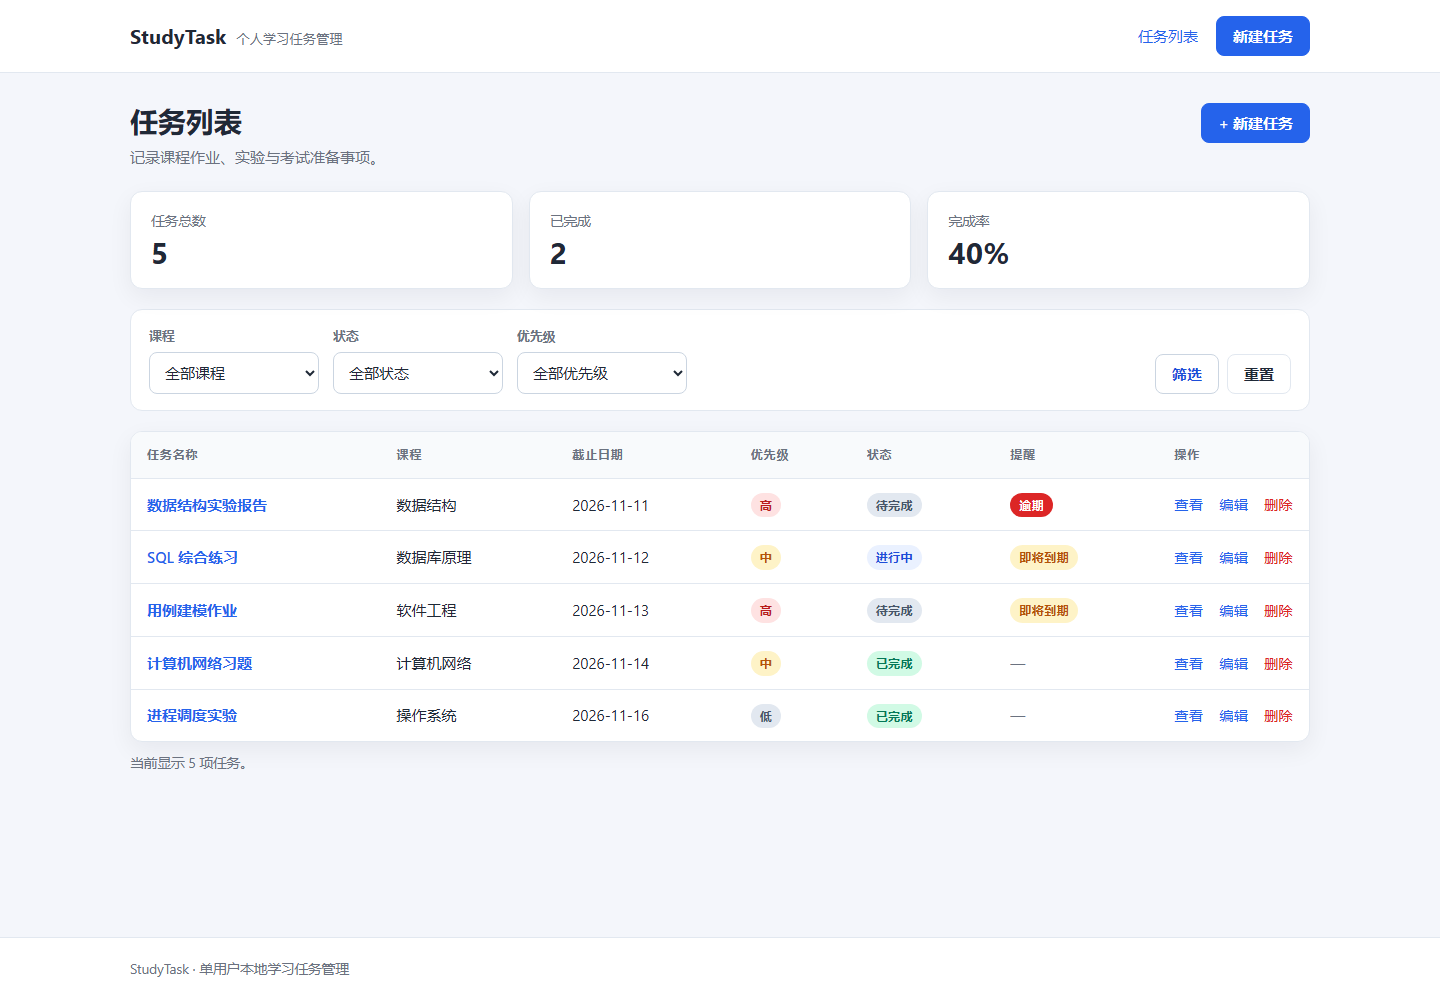 StudyTask 个人学习任务管理 任务列表 新建任务
任务列表 + 新建任务
记录课程作业、实验与考试准备事项。
任务总数 已完成 完成率
5 2 40%
课程 状态 优先级
全部课程 全部状态 全部优先级 筛选 重置
任务名称 课程 截止日期 优先级 状态 提醒 操作
数据结构实验报告 数据结构 2026-11-11 高 待完成 逾期 查看 编辑 删除
SQL 综合练习 数据库原理 2026-11-12 中 进行中 即将到期 查看 编辑 删除
用例建模作业 软件工程 2026-11-13 高 待完成 即将到期 查看 编辑 删除
计算机网络习题 计算机网络 2026-11-14 中 已完成 — 查看 编辑 删除
进程调度实验 操作系统 2026-11-16 低 已完成 — 查看 编辑 删除
当前显示 5 项任务。
StudyTask · 单用户本地学习任务管理